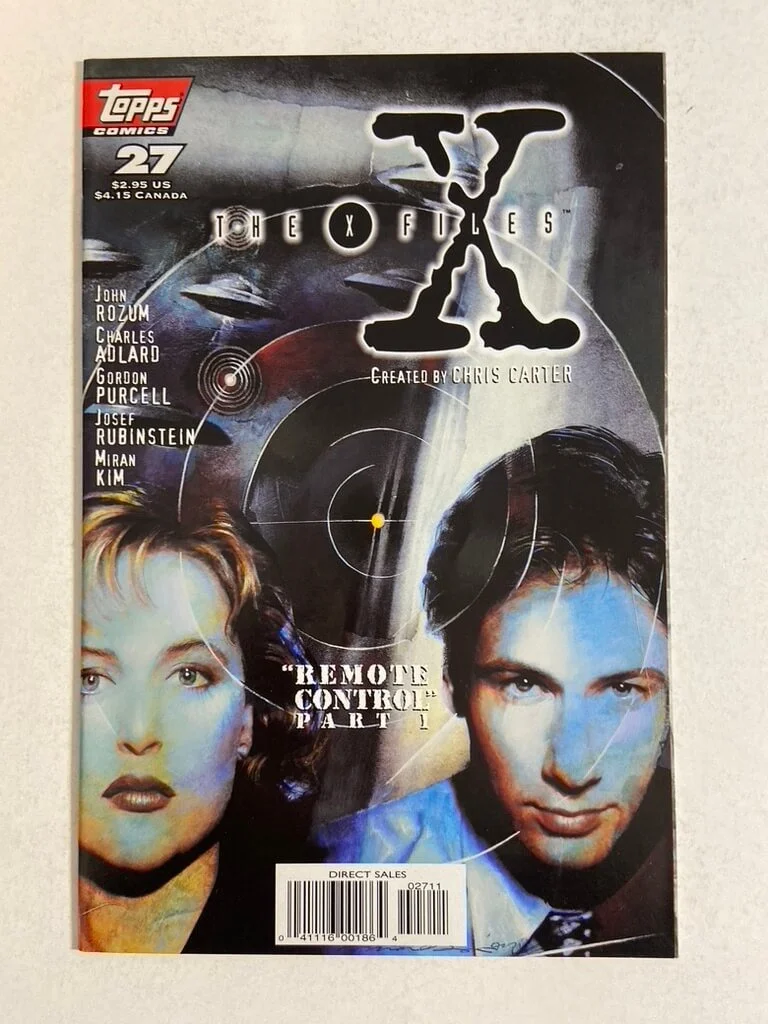 Topps
COMICS
27
$2.95 US
$4.15 CANADA
X
THE X FILES™
JOHN
ROZUM
CHARLES
ADLARD
GORDON
PURCELL
JOSEF
RUBINSTEIN
MIRAN
KIM
CREATED BY CHRIS CARTER
"REMOTE
CONTROL"
PART 1
DIRECT SALES
02711
0 41116 00186 4